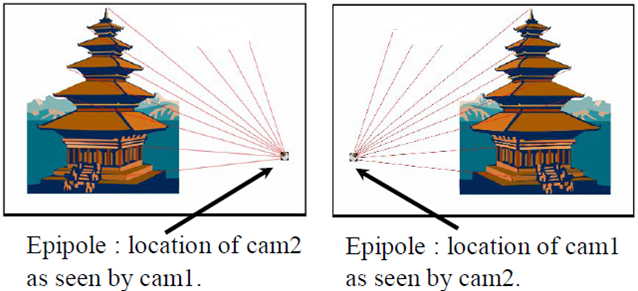 Epipole : location of cam2
as seen by cam1.
Epipole : location of cam1
as seen by cam2.